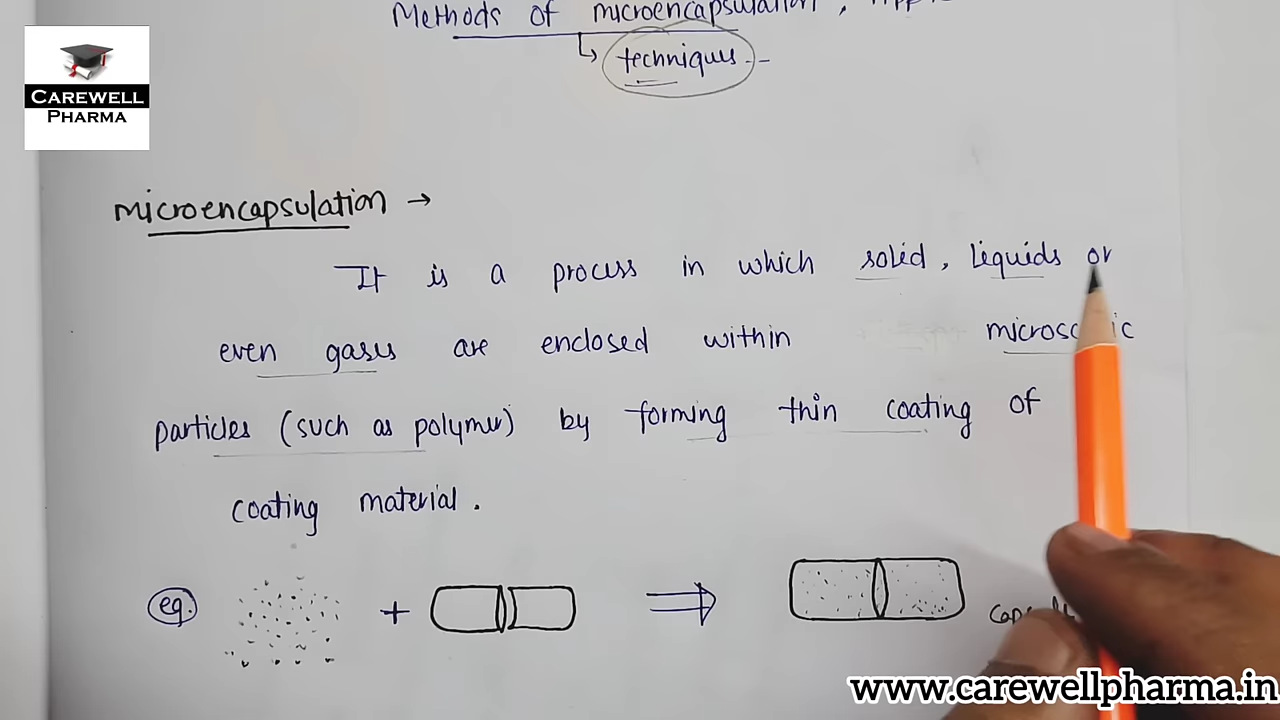 Methods of microencapsulation,
↳ techniques --
CAREWELL
PHARMA
microencapsulation →
It is a process in which solid, liquids or
even gases are enclosed within
particles (such as polymer) by forming thin coating of
coating material.
eg. + ⇒
www.carewellpharma.in